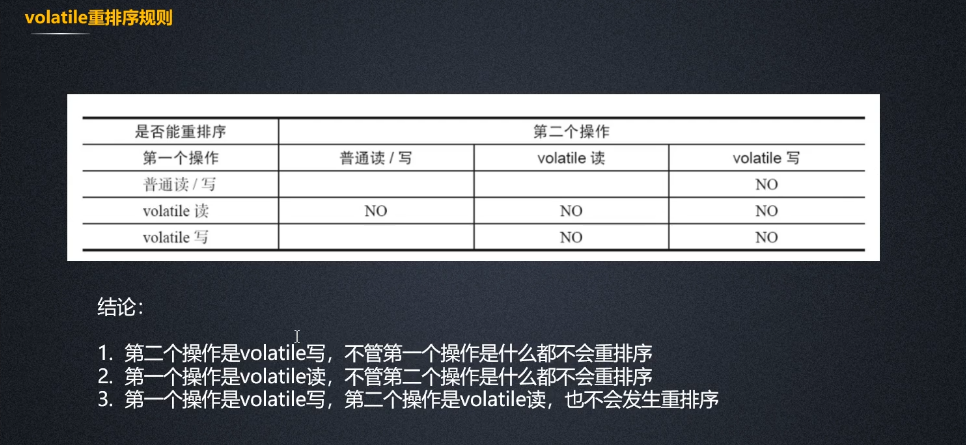 volatile重排序规则
是否能重排序 第二个操作
第一个操作 普通读 / 写 volatile 读 volatile 写
普通读 / 写 NO
volatile 读 NO NO NO
volatile 写 NO NO
结论：
1. 第二个操作是volatile写，不管第一个操作是什么都不会重排序
2. 第一个操作是volatile读，不管第二个操作是什么都不会重排序
3. 第一个操作是volatile写，第二个操作是volatile读，也不会发生重排序